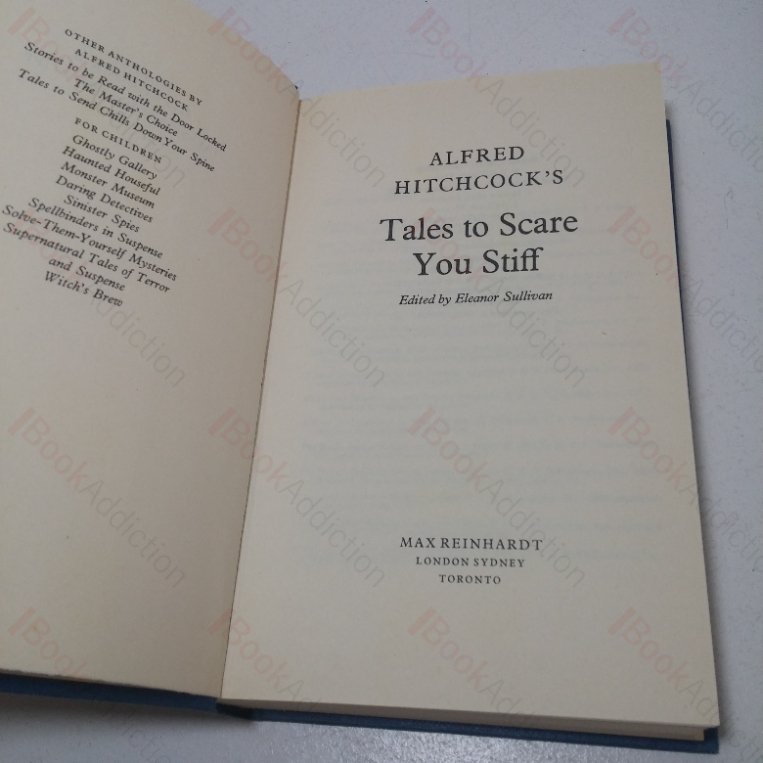 OTHER ANTHOLOGIES BY
ALFRED HITCHCOCK
Stories to be Read with the Door Locked
The Master's Choice
Tales to Send Chills Down Your Spine
FOR CHILDREN
Ghostly Gallery
Haunted Houseful
Monster Museum
Daring Detectives
Sinister Spies
Spellbinders in Suspense
Solve-Them-Yourself Mysteries
Supernatural Tales of Terror
and Suspense
Witch's Brew
ALFRED
HITCHCOCK'S
Tales to Scare
You Stiff
Edited by Eleanor Sullivan
MAX REINHARDT
LONDON SYDNEY
TORONTO
BookAddiction